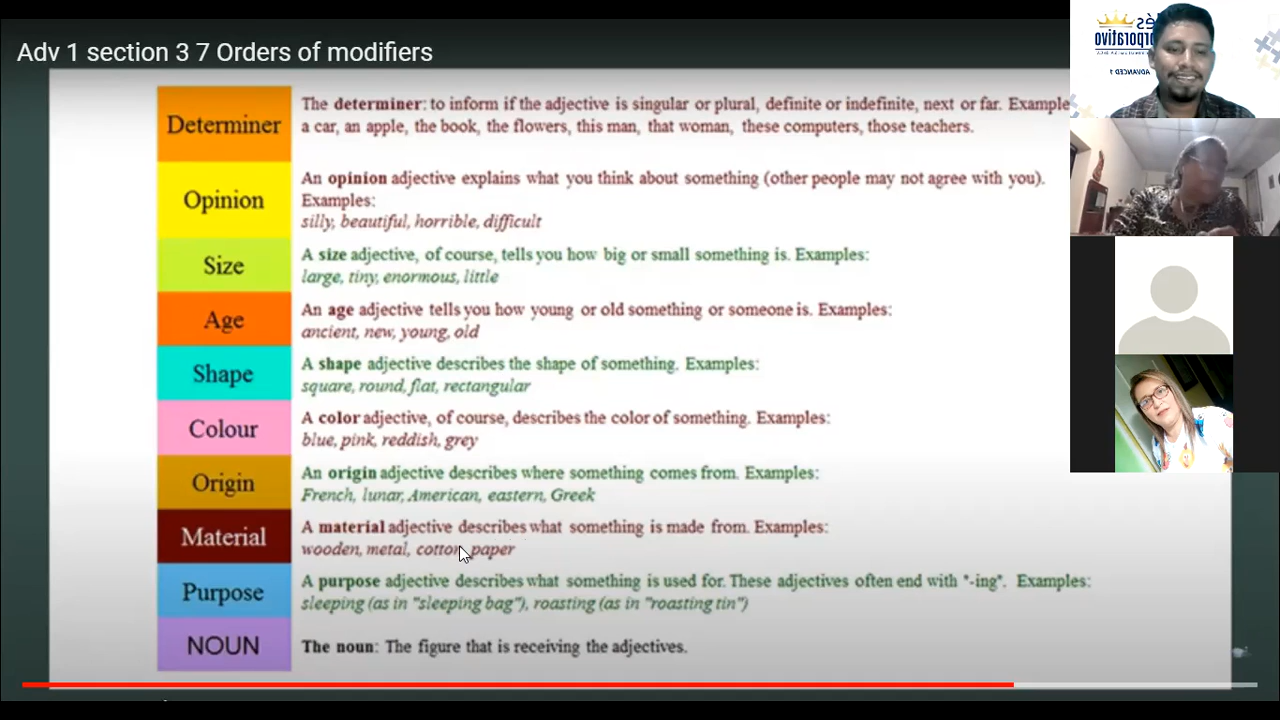 Adv 1 section 3 7 Orders of modifiers
Determiner
The determiner: to inform if the adjective is singular or plural, definite or indefinite, next or far. Example
a car, an apple, the book, the flowers, this man, that woman, these computers, those teachers.
Opinion
An opinion adjective explains what you think about something (other people may not agree with you).
Examples:
silly, beautiful, horrible, difficult
Size
A size adjective, of course, tells you how big or small something is. Examples:
large, tiny, enormous, little
Age
An age adjective tells you how young or old something or someone is. Examples:
ancient, new, young, old
Shape
A shape adjective describes the shape of something. Examples:
square, round, flat, rectangular
Colour
A color adjective, of course, describes the color of something. Examples:
blue, pink, reddish, grey
Origin
An origin adjective describes where something comes from. Examples:
French, lunar, American, eastern, Greek
Material
A material adjective describes what something is made from. Examples:
wooden, metal, cotton, paper
Purpose
A purpose adjective describes what something is used for. These adjectives often end with "-ing". Examples:
sleeping (as in "sleeping bag"), roasting (as in "roasting tin")
NOUN
The noun: The figure that is receiving the adjectives.
ADVANCED 1